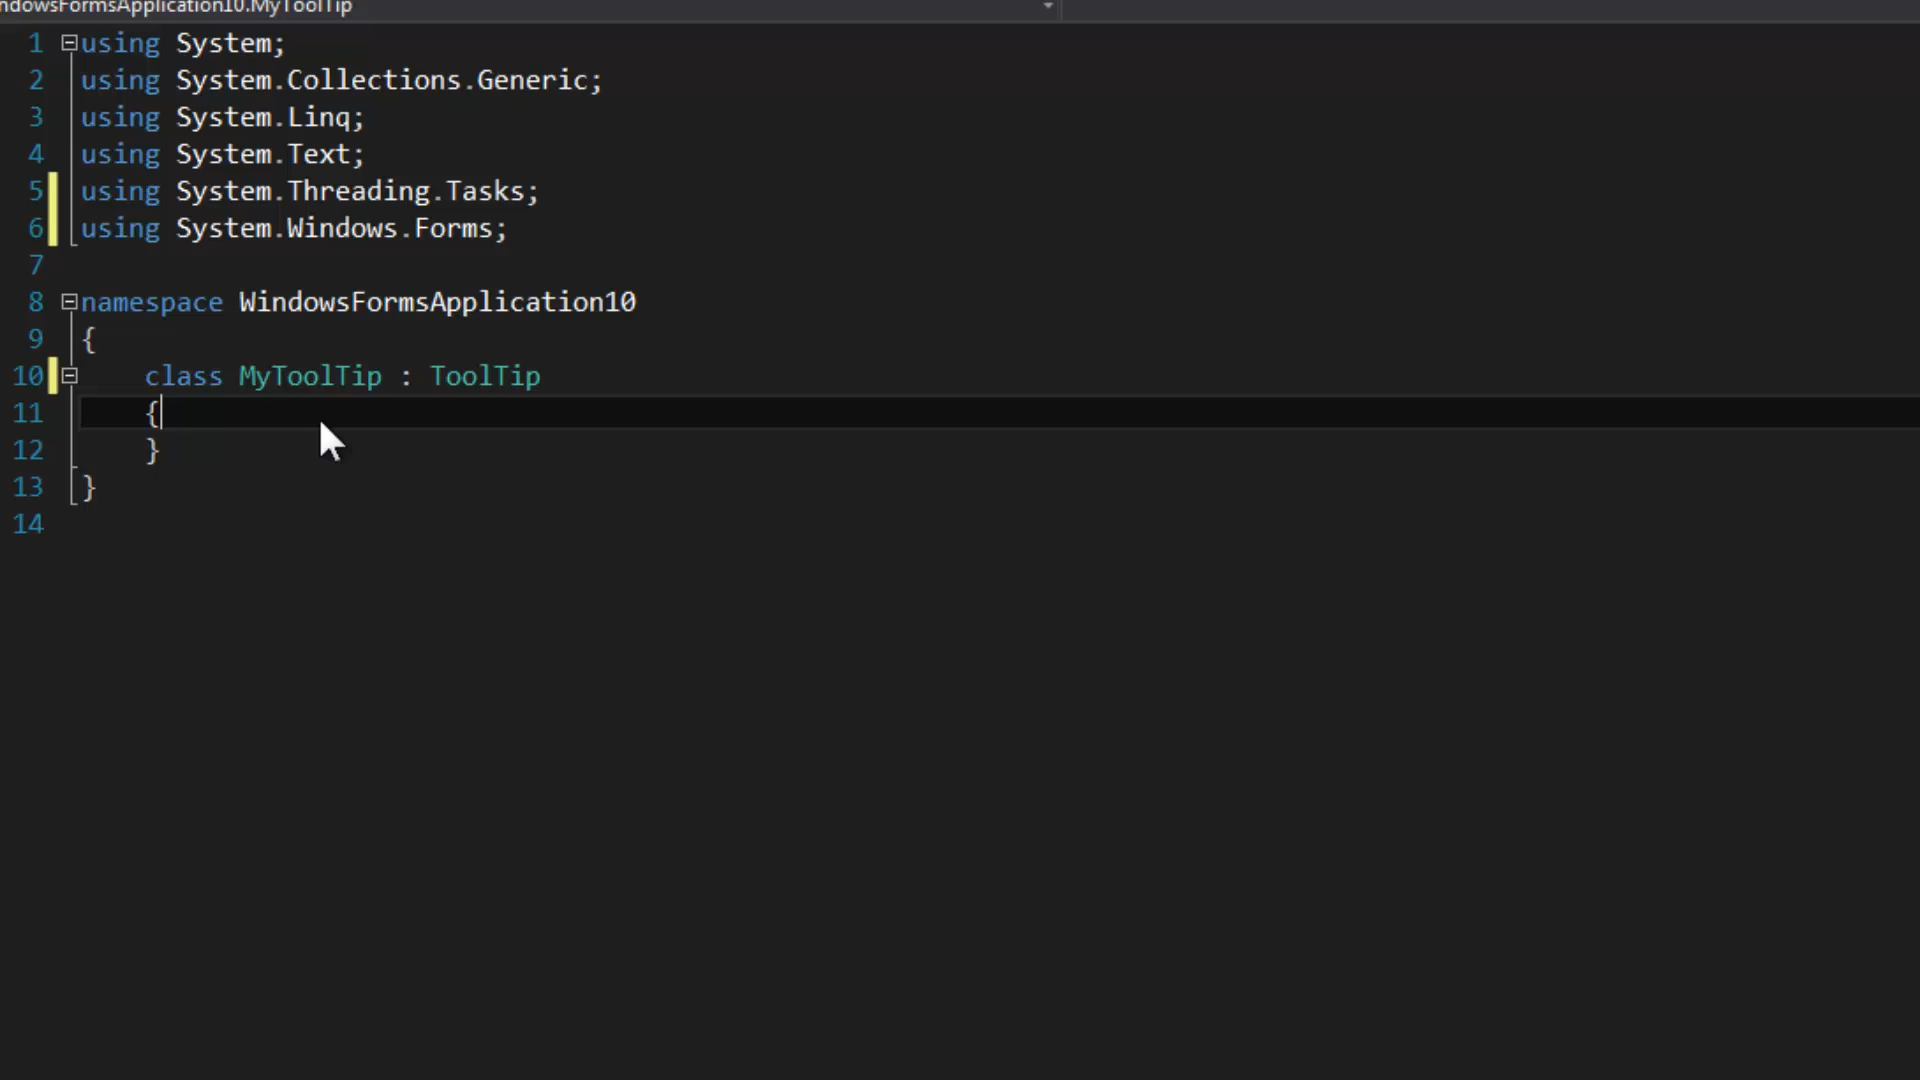 ndowsFormsApplication10.MyToolTip
1 using System;
2 using System.Collections.Generic;
3 using System.Linq;
4 using System.Text;
5 using System.Threading.Tasks;
6 using System.Windows.Forms;
7
8 namespace WindowsFormsApplication10
9 {
10 class MyToolTip : ToolTip
11 {
12 }
13 }
14